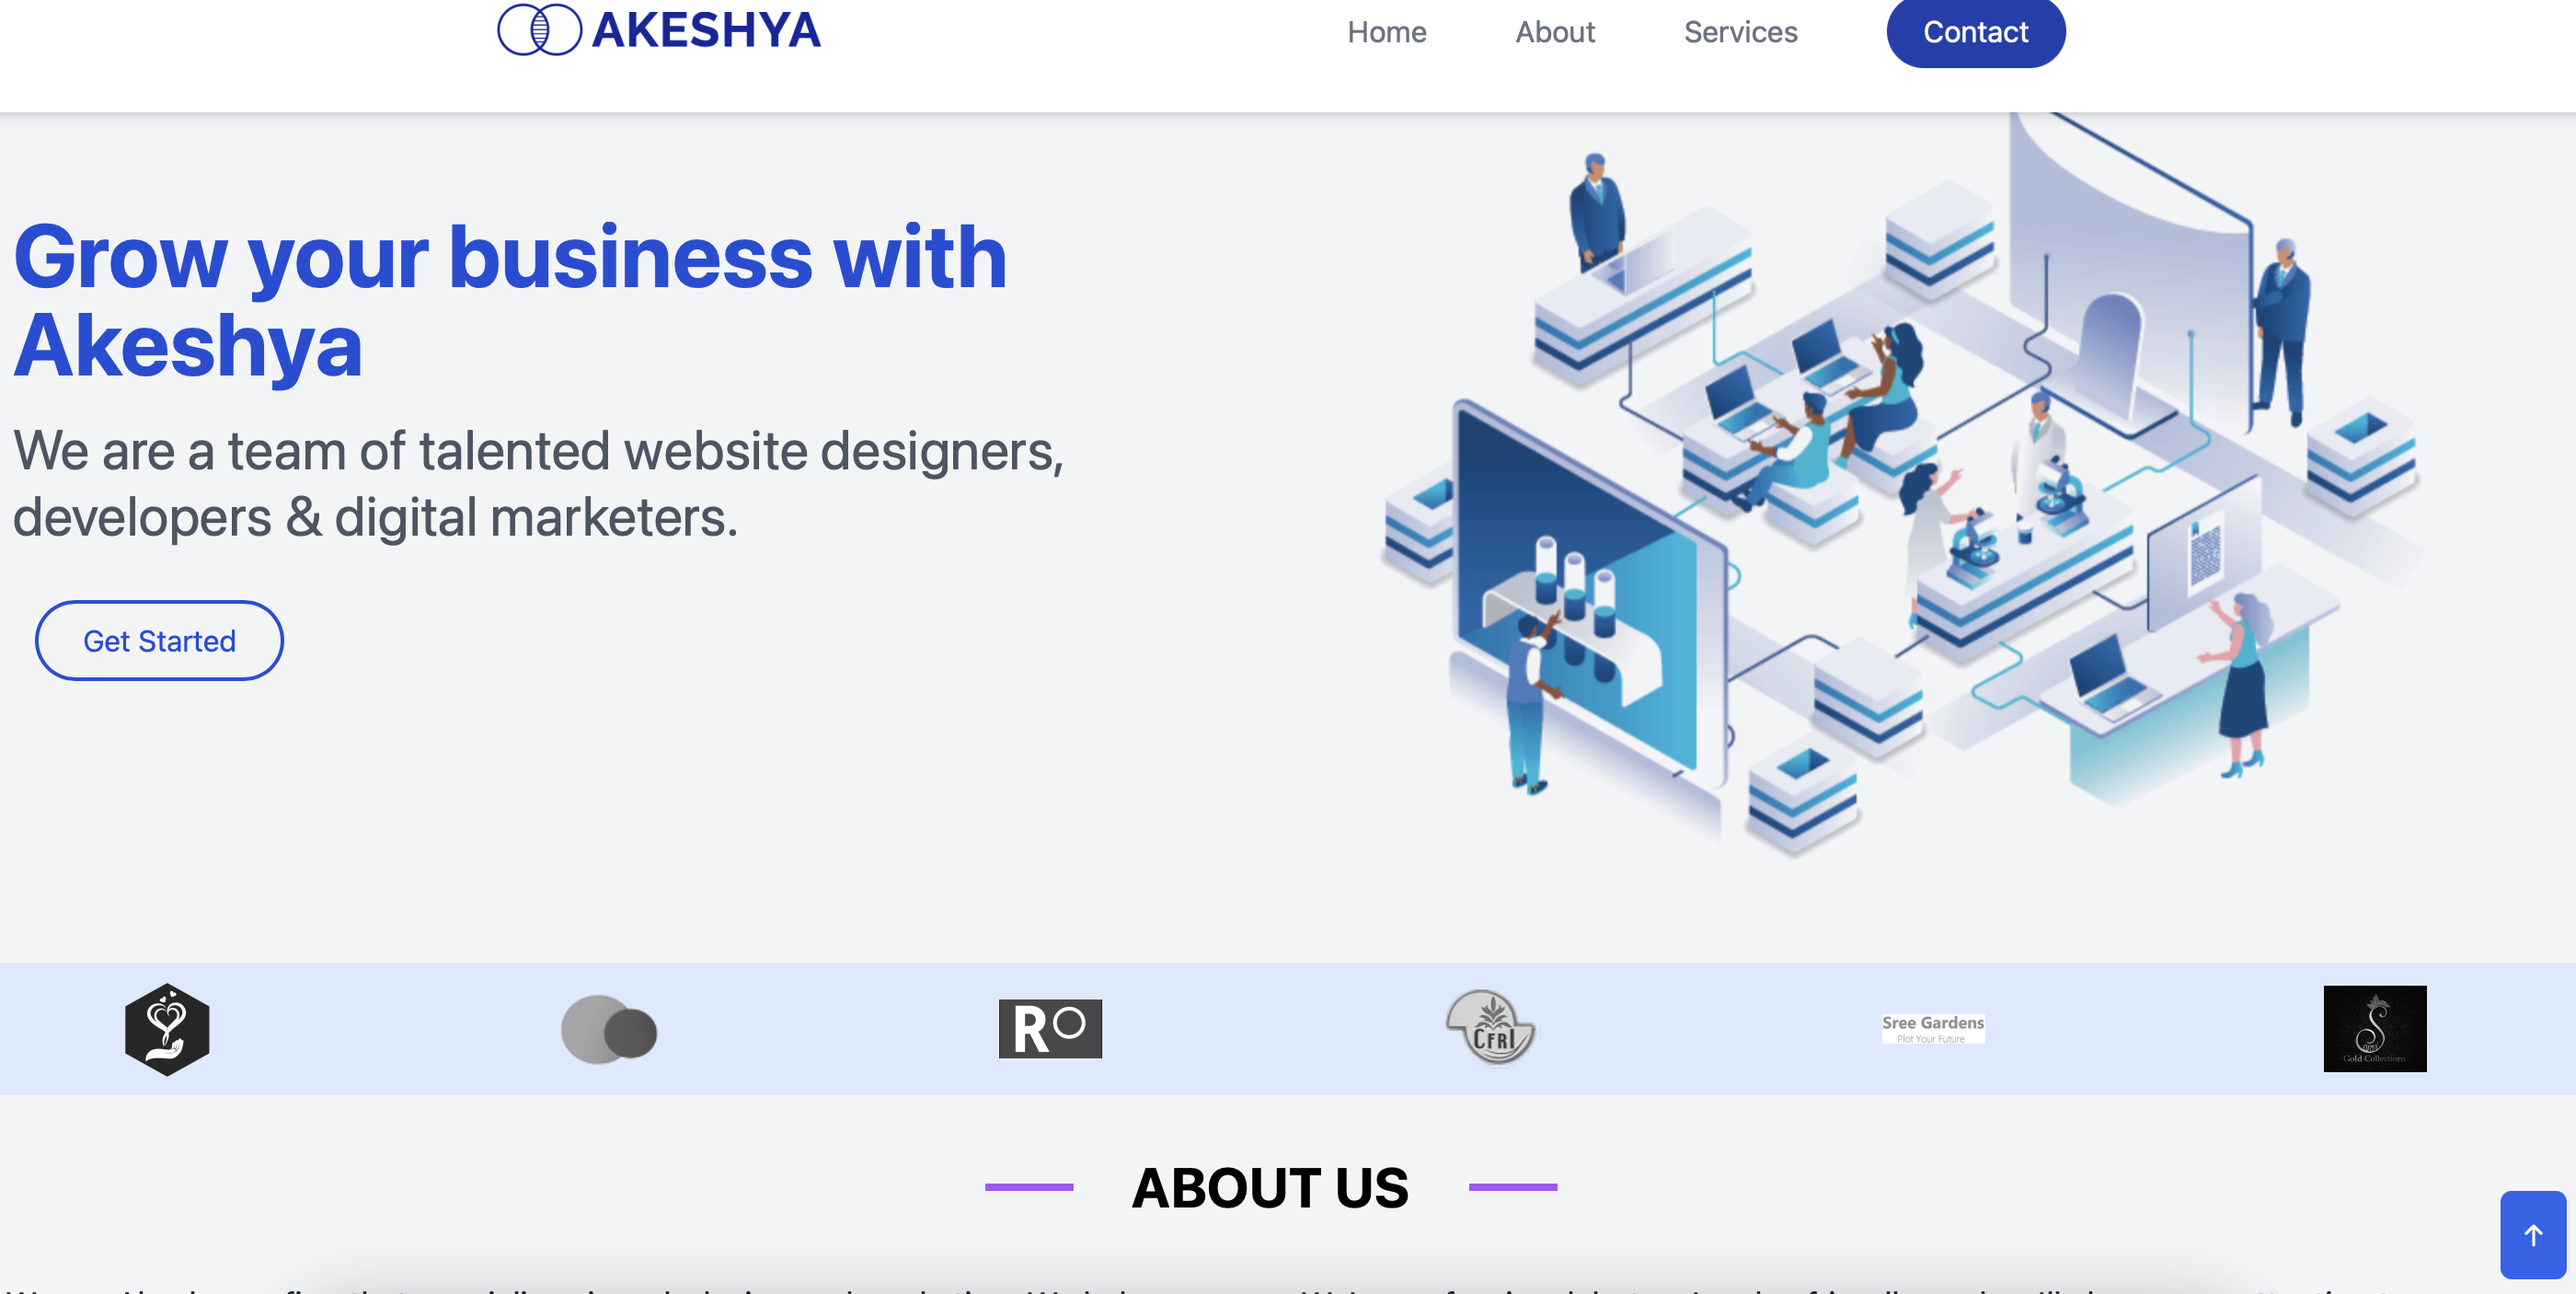 AKESHYA
Home About Services Contact
Grow your business with
Akeshya
We are a team of talented website designers,
developers & digital marketers.
Get Started
RO
CFRI
Sree Gardens
Plot Your Future
Gold Collections
ABOUT US